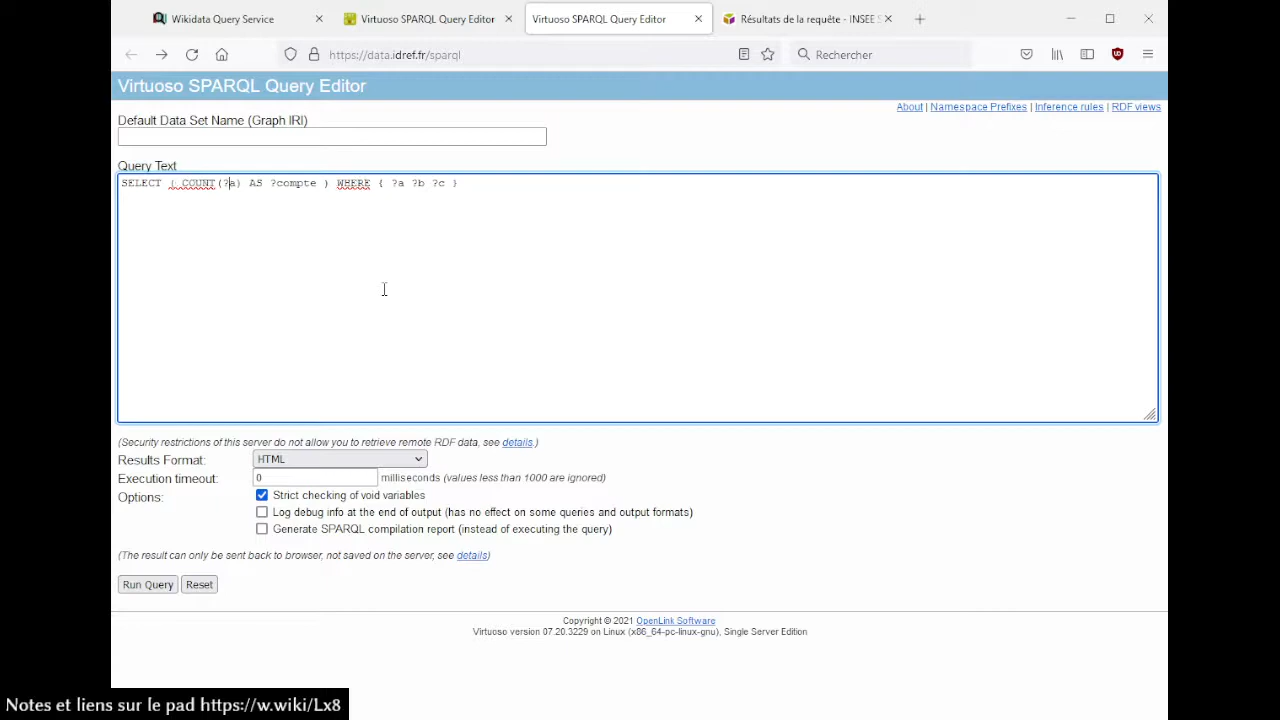 Wikidata Query Service
Virtuoso SPARQL Query Editor
Virtuoso SPARQL Query Editor
Résultats de la requête - INSEE S
https://data.idref.fr/sparql
Rechercher
Virtuoso SPARQL Query Editor
About | Namespace Prefixes | Inference rules | RDF views
Default Data Set Name (Graph IRI)
Query Text
SELECT ( COUNT(?a) AS ?compte ) WHERE { ?a ?b ?c }
(Security restrictions of this server do not allow you to retrieve remote RDF data, see details.)
Results Format: HTML
Execution timeout: 0 milliseconds (values less than 1000 are ignored)
Options: Strict checking of void variables
Log debug info at the end of output (has no effect on some queries and output formats)
Generate SPARQL compilation report (instead of executing the query)
(The result can only be sent back to browser, not saved on the server, see details)
Run Query Reset
Copyright © 2021 OpenLink Software
Virtuoso version 07.20.3229 on Linux (x86_64-pc-linux-gnu), Single Server Edition
Notes et liens sur le pad https://w.wiki/Lx8